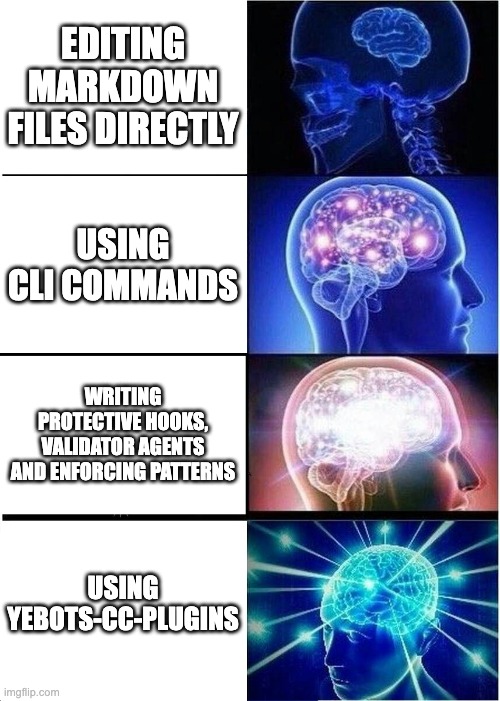 EDITING
MARKDOWN
FILES DIRECTLY
USING
CLI COMMANDS
WRITING
PROTECTIVE HOOKS,
VALIDATOR AGENTS
AND ENFORCING PATTERNS
USING
YEBOTS-CC-PLUGINS
imgflip.com